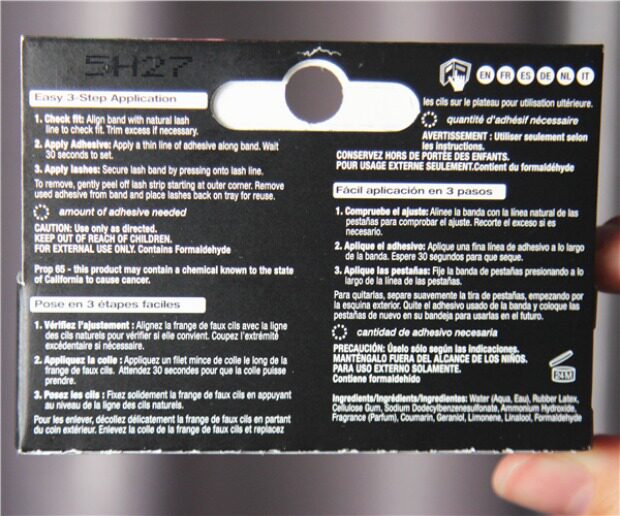 5H27
Easy 3-Step Application
1. Check fit: Align band with natural lash
line to check fit. Trim excess if necessary.
2. Apply Adhesive: Apply a thin line of adhesive along band. Wait
30 seconds to set.
3. Apply lashes: Secure lash band by pressing onto lash line.
To remove, gently peel off lash strip starting at outer corner. Remove
used adhesive from band and place lashes back on tray for reuse.
amount of adhesive needed
CAUTION: Use only as directed.
KEEP OUT OF REACH OF CHILDREN.
FOR EXTERNAL USE ONLY. Contains Formaldehyde
Prop 65 - this product may contain a chemical known to the state
of California to cause cancer.
Pose en 3 étapes faciles
1. Vérifiez l'ajustement : Alignez la frange de faux cils avec la ligne
des cils naturels pour vérifier si elle convient. Coupez l'extrémité
excédentaire si nécessaire.
2. Appliquez la colle : Appliquez un filet mince de colle le long de la
frange de faux cils. Attendez 30 secondes pour que la colle puisse
prendre.
3. Posez les cils : Fixez solidement la frange de faux cils en appuyant
au niveau de la ligne des cils naturels.
Pour les enlever, décollez délicatement la frange de faux cils en partant
du coin extérieur. Enlevez la colle de la frange de faux cils et replacez
EN FR ES DE NL IT
les cils sur le plateau pour utilisation ultérieure.
quantité d'adhésif nécessaire
AVERTISSEMENT : Utiliser seulement selon
les instructions.
CONSERVEZ HORS DE PORTÉE DES ENFANTS.
POUR USAGE EXTERNE SEULEMENT.Contient du formaldéhyde
Fácil aplicación en 3 pasos
1. Compruebe el ajuste: Alinee la banda con la línea natural de las
pestañas para comprobar el ajuste. Recorte el exceso si es
necesario.
2. Aplique el adhesivo: Aplique una fina línea de adhesivo a lo largo
de la banda. Espere 30 segundos para que seque.
3. Aplique las pestañas: Fije la banda de pestañas presionando a lo
largo de la línea de las pestañas.
Para quitarlas, separe suavemente la tira de pestañas, empezando por
la esquina exterior. Quite el adhesivo usado de la banda y coloque las
pestañas de nuevo en su bandeja para usarlas en el futuro.
cantidad de adhesivo necesaria
PRECAUCIÓN: Úselo sólo según las indicaciones.
MANTÉNGALO FUERA DEL ALCANCE DE LOS NIÑOS.
PARA USO EXTERNO SOLAMENTE.
Contiene formaldehido
24M
Ingredients/Ingrédients/Ingredientes: Water (Aqua, Eau), Rubber Latex,
Cellulose Gum, Sodium Dodecylbenzenesulfonate, Ammonium Hydroxide,
Fragrance (Parfum), Coumarin, Geraniol, Limonene, Linalool, Formaldehyde